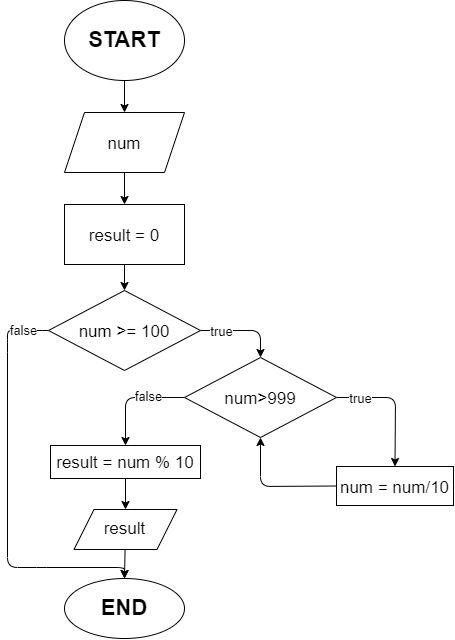 START
num
result = 0
num >= 100
false
true
num>999
false
true
result = num % 10
num = num/10
result
END